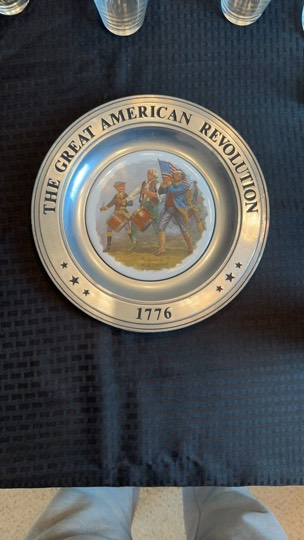 THE GREAT AMERICAN REVOLUTION
1776